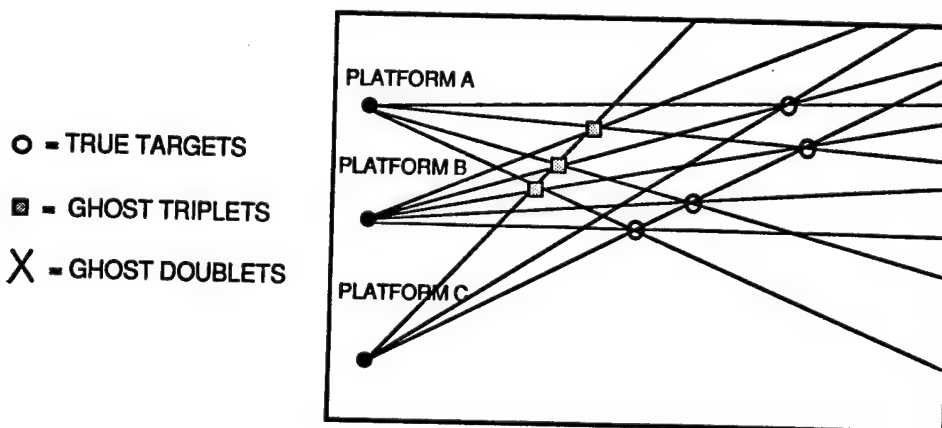 PLATFORM A
= TRUE TARGETS
PLATFORM B
= GHOST TRIPLETS
= GHOST DOUBLETS
PLATFORM C